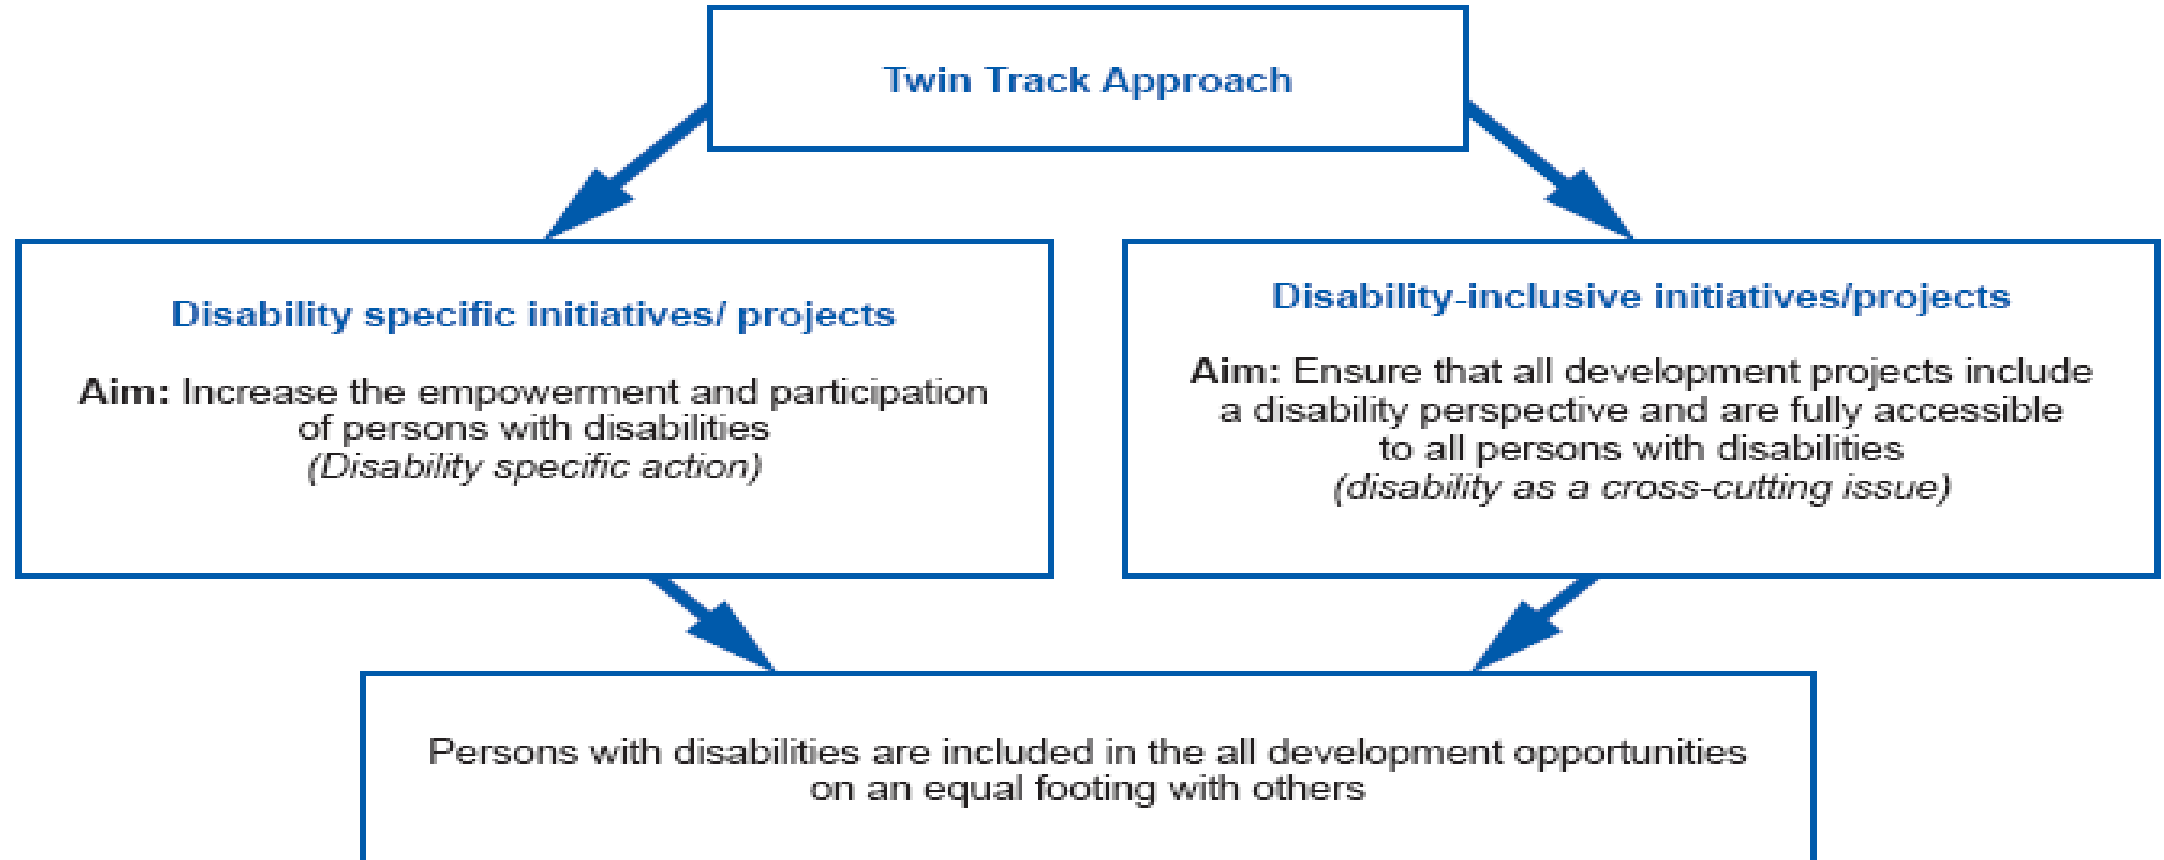 Twin Track Approach
Disability specific initiatives/ projects
Aim: Increase the empowerment and participation
of persons with disabilities
(Disability specific action)
Disability-inclusive initiatives/projects
Aim: Ensure that all development projects include
a disability perspective and are fully accessible
to all persons with disabilities
(disability as a cross-cutting issue)
Persons with disabilities are included in the all development opportunities
on an equal footing with others